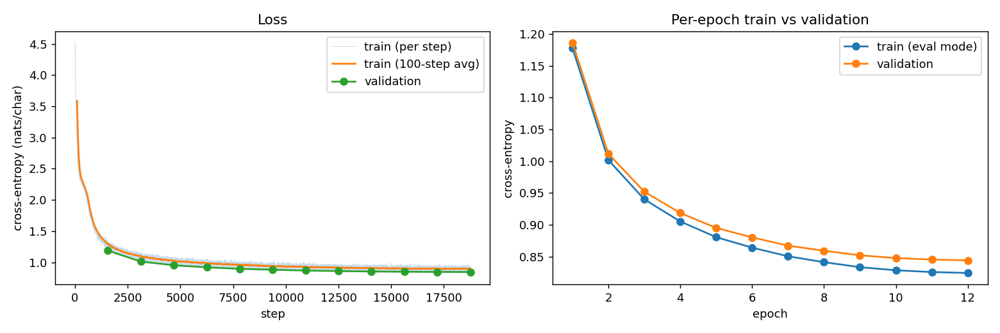 Loss
4.5
4.0
3.5
3.0
2.5
2.0
1.5
1.0
cross-entropy (nats/char)
train (per step)
train (100-step avg)
validation
0
2500
5000
7500
10000
12500
15000
17500
step
Per-epoch train vs validation
1.20
1.15
1.10
1.05
1.00
0.95
0.90
0.85
cross-entropy
train (eval mode)
validation
2
4
6
8
10
12
epoch